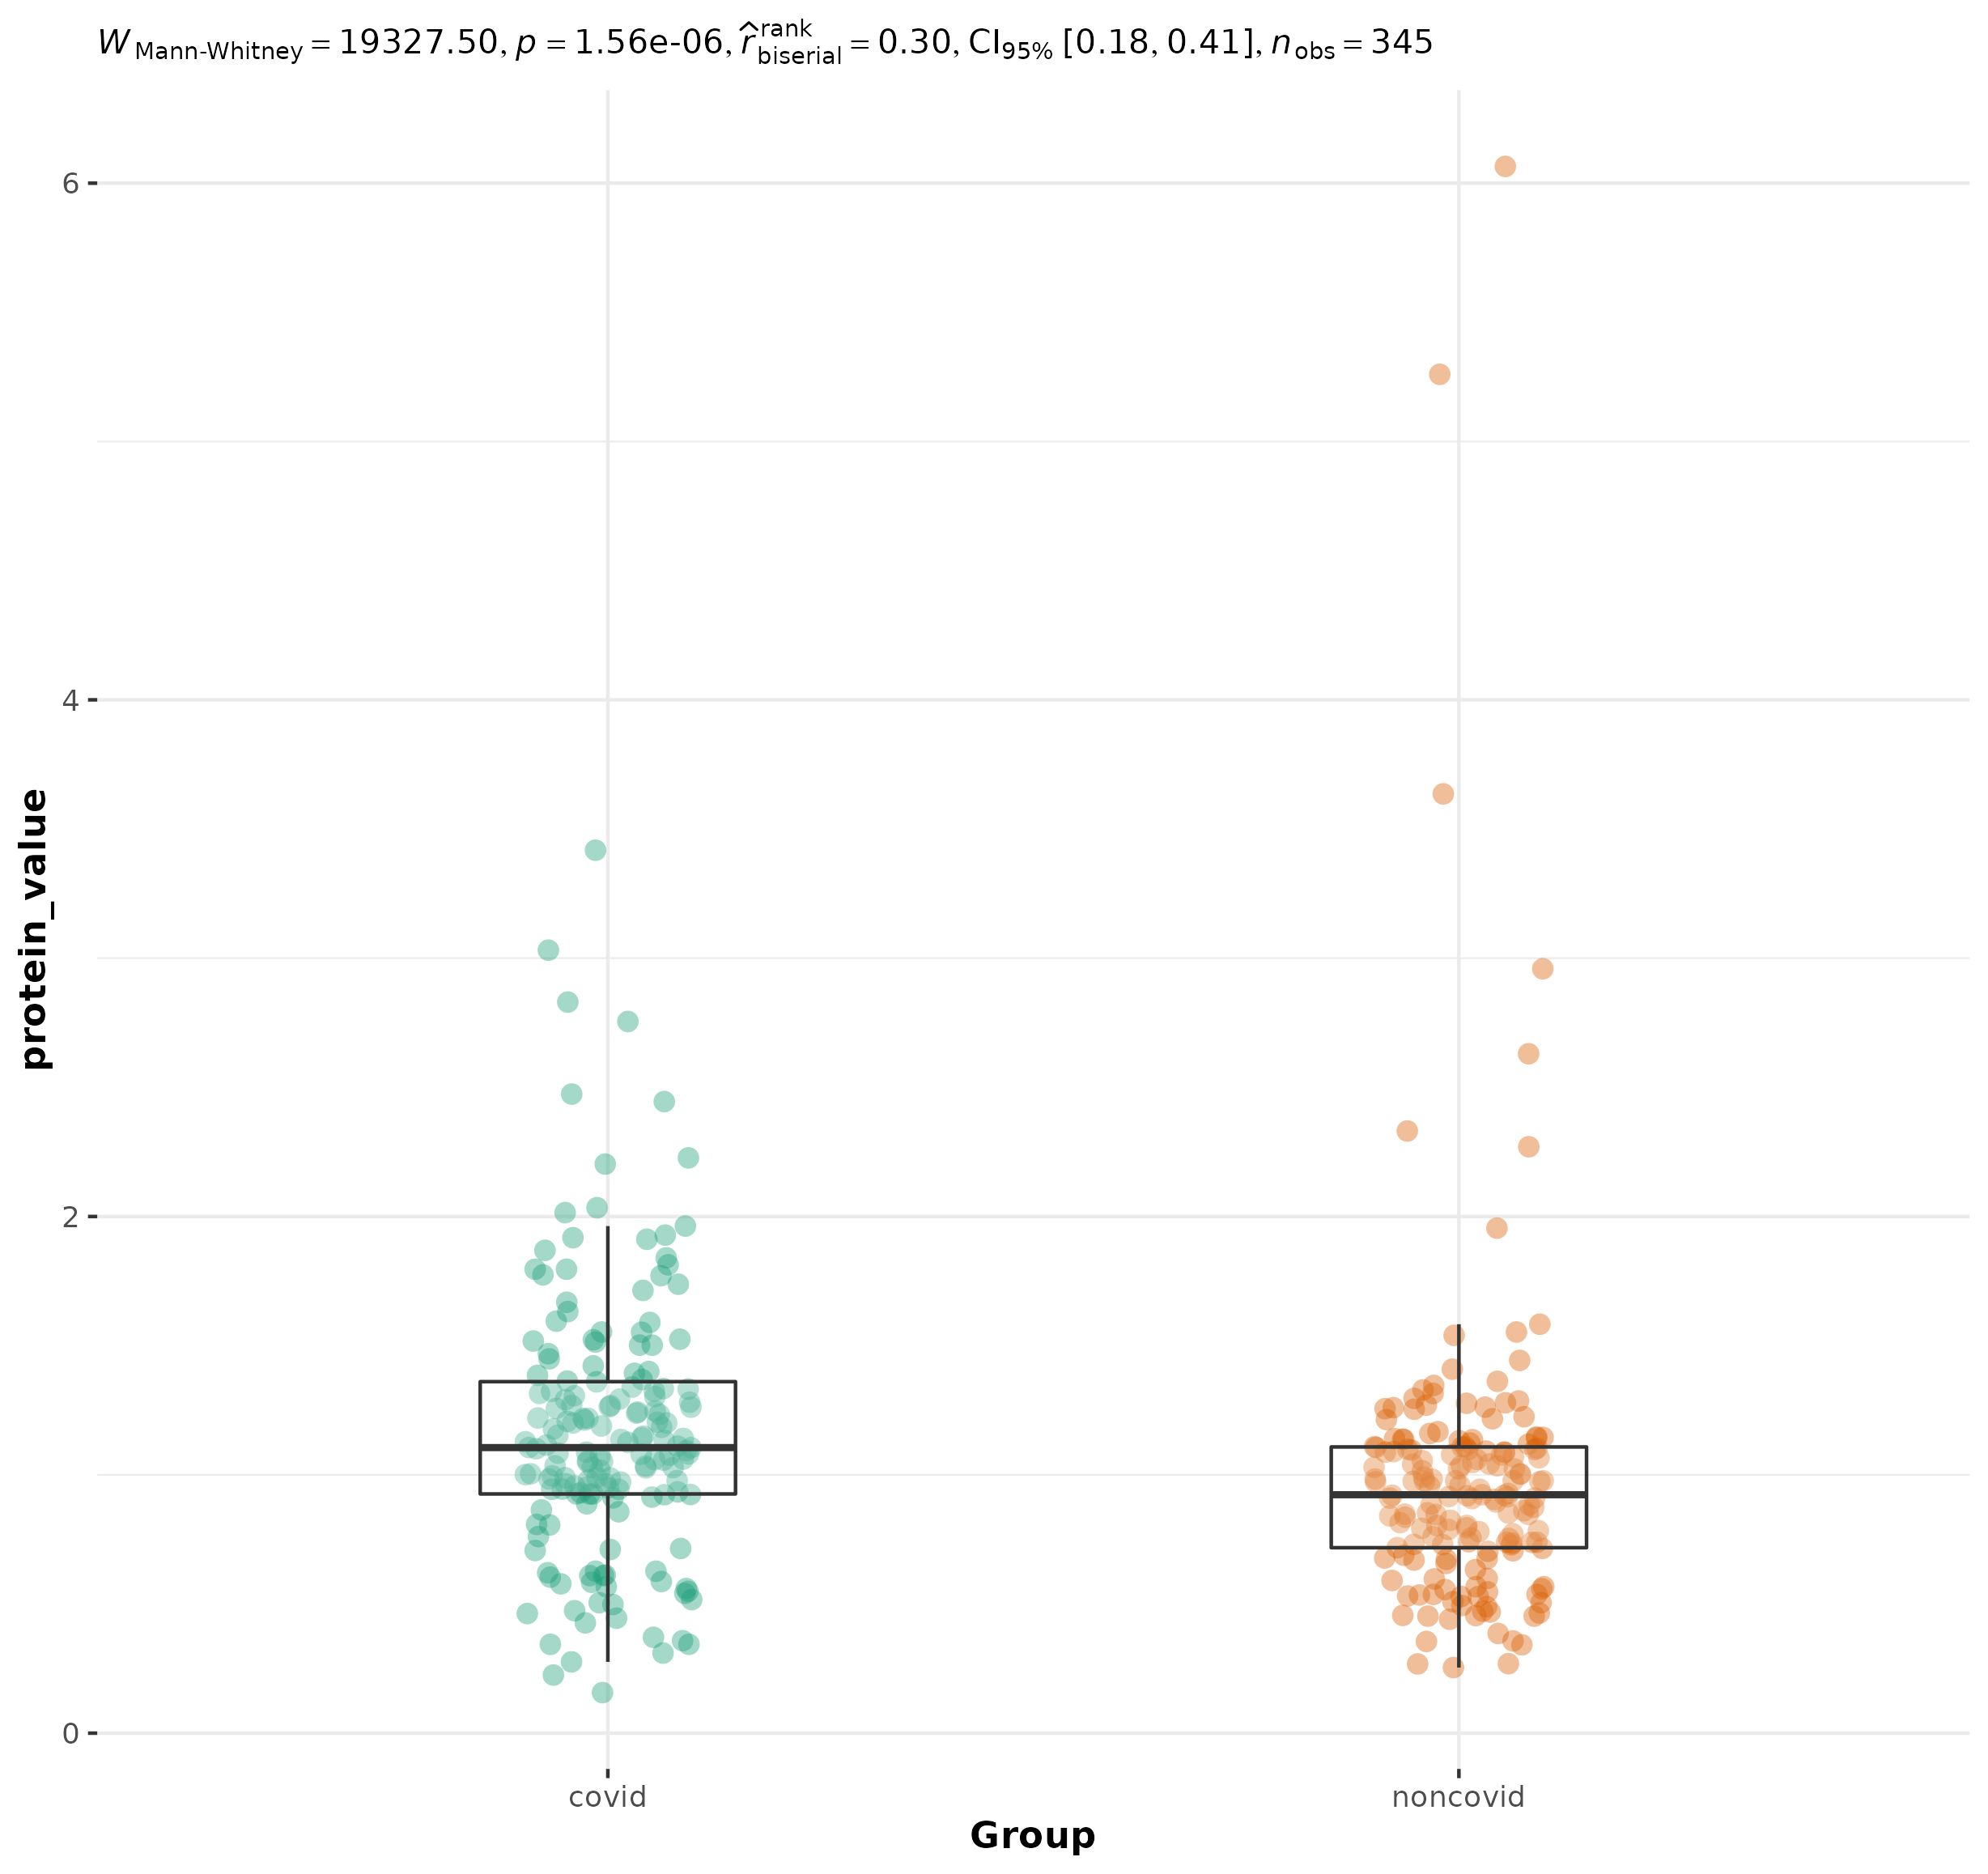 W Mann-Whitney = 19327.50, p = 1.56e-06, r̂ rank biserial = 0.30, CI95% [0.18, 0.41], n obs = 345
protein_value
6
4
2
0
covid noncovid
Group